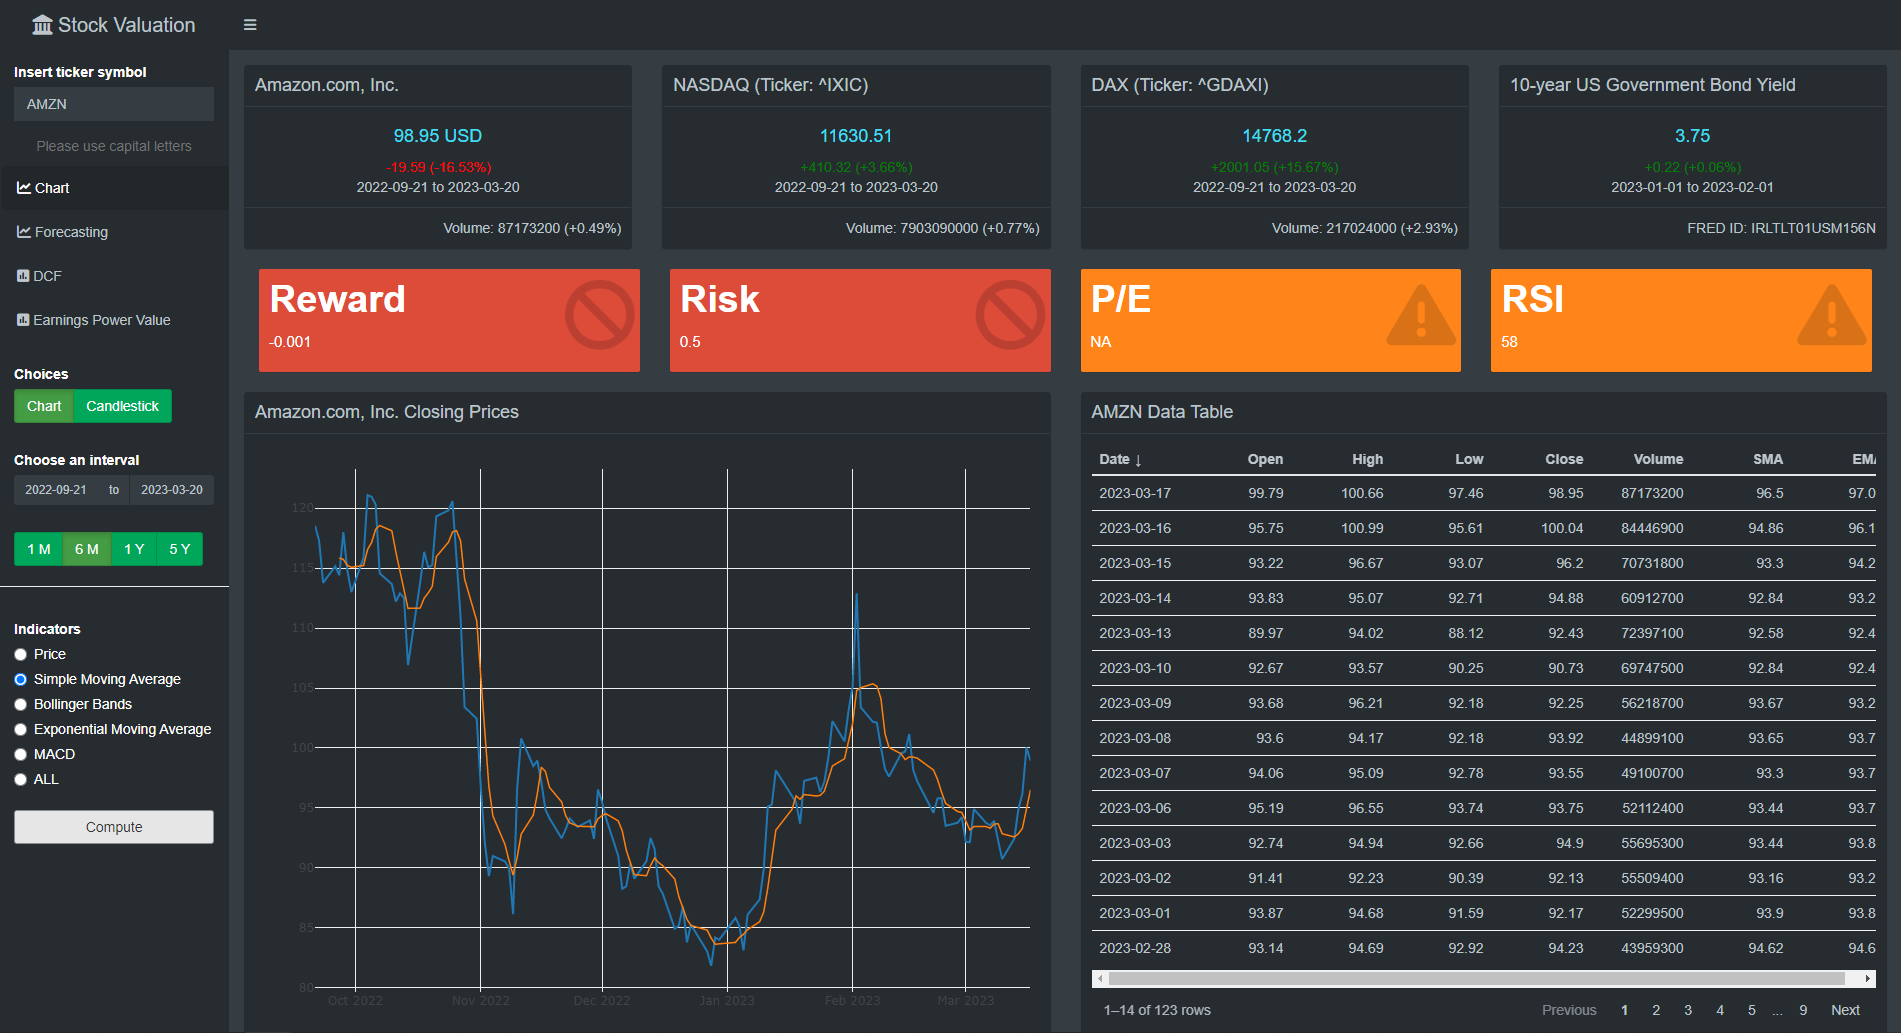 Stock Valuation
Insert ticker symbol
AMZN
Please use capital letters
Chart
Forecasting
DCF
Earnings Power Value
Choices
Chart Candlestick
Choose an interval
2022-09-21 to 2023-03-20
1 M 6 M 1 Y 5 Y
Indicators
Price
Simple Moving Average
Bollinger Bands
Exponential Moving Average
MACD
ALL
Compute
Amazon.com, Inc.
98.95 USD
-19.59 (-16.53%)
2022-09-21 to 2023-03-20
Volume: 87173200 (+0.49%)
NASDAQ (Ticker: ^IXIC)
11630.51
+410.32 (+3.66%)
2022-09-21 to 2023-03-20
Volume: 7903090000 (+0.77%)
DAX (Ticker: ^GDAXI)
14768.2
+2001.05 (+15.67%)
2022-09-21 to 2023-03-20
Volume: 217024000 (+2.93%)
10-year US Government Bond Yield
3.75
+0.22 (+0.06%)
2023-01-01 to 2023-02-01
FRED ID: IRLTLT01USM156N
Reward
-0.001
Risk
0.5
P/E
NA
RSI
58
Amazon.com, Inc. Closing Prices
120
115
110
105
100
95
90
85
80
Oct 2022 Nov 2022 Dec 2022 Jan 2023 Feb 2023 Mar 2023
AMZN Data Table
Date ↓ Open High Low Close Volume SMA EMA
2023-03-17 99.79 100.66 97.46 98.95 87173200 96.5 97.0
2023-03-16 95.75 100.99 95.61 100.04 84446900 94.86 96.1
2023-03-15 93.22 96.67 93.07 96.2 70731800 93.3 94.2
2023-03-14 93.83 95.07 92.71 94.88 60912700 92.84 93.2
2023-03-13 89.97 94.02 88.12 92.43 72397100 92.58 92.4
2023-03-10 92.67 93.57 90.25 90.73 69747500 92.84 92.4
2023-03-09 93.68 96.21 92.18 92.25 56218700 93.67 93.2
2023-03-08 93.6 94.17 92.18 93.92 44899100 93.65 93.7
2023-03-07 94.06 95.09 92.78 93.55 49100700 93.3 93.7
2023-03-06 95.19 96.55 93.74 93.75 52112400 93.44 93.7
2023-03-03 92.74 94.94 92.66 94.9 55695300 93.44 93.8
2023-03-02 91.41 92.23 90.39 92.13 55509400 93.16 93.2
2023-03-01 93.87 94.68 91.59 92.17 52299500 93.9 93.8
2023-02-28 93.14 94.69 92.92 94.23 43959300 94.62 94.6
1–14 of 123 rows
Previous 1 2 3 4 5 ... 9 Next